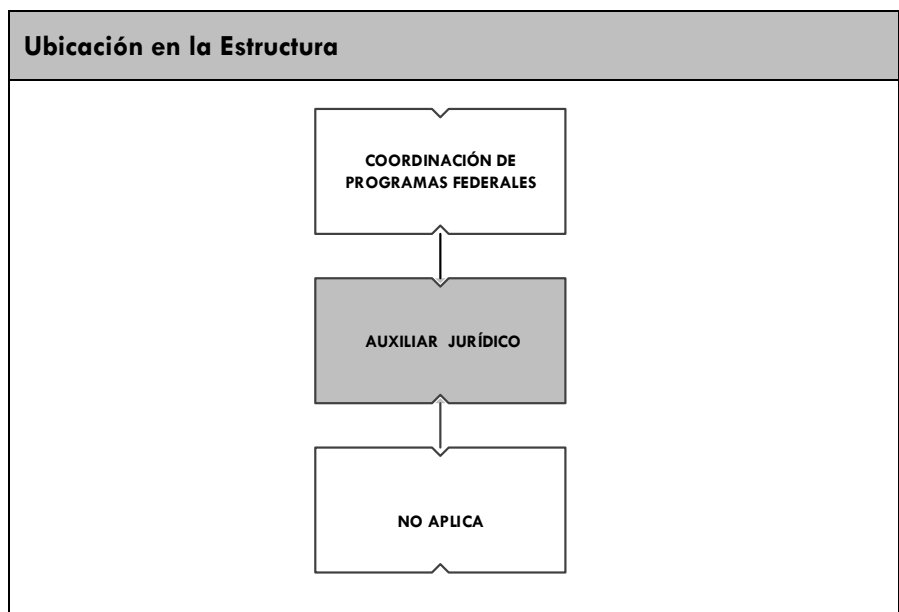 Ubicación en la Estructura
COORDINACIÓN DE
PROGRAMAS FEDERALES
AUXILIAR JURÍDICO
NO APLICA